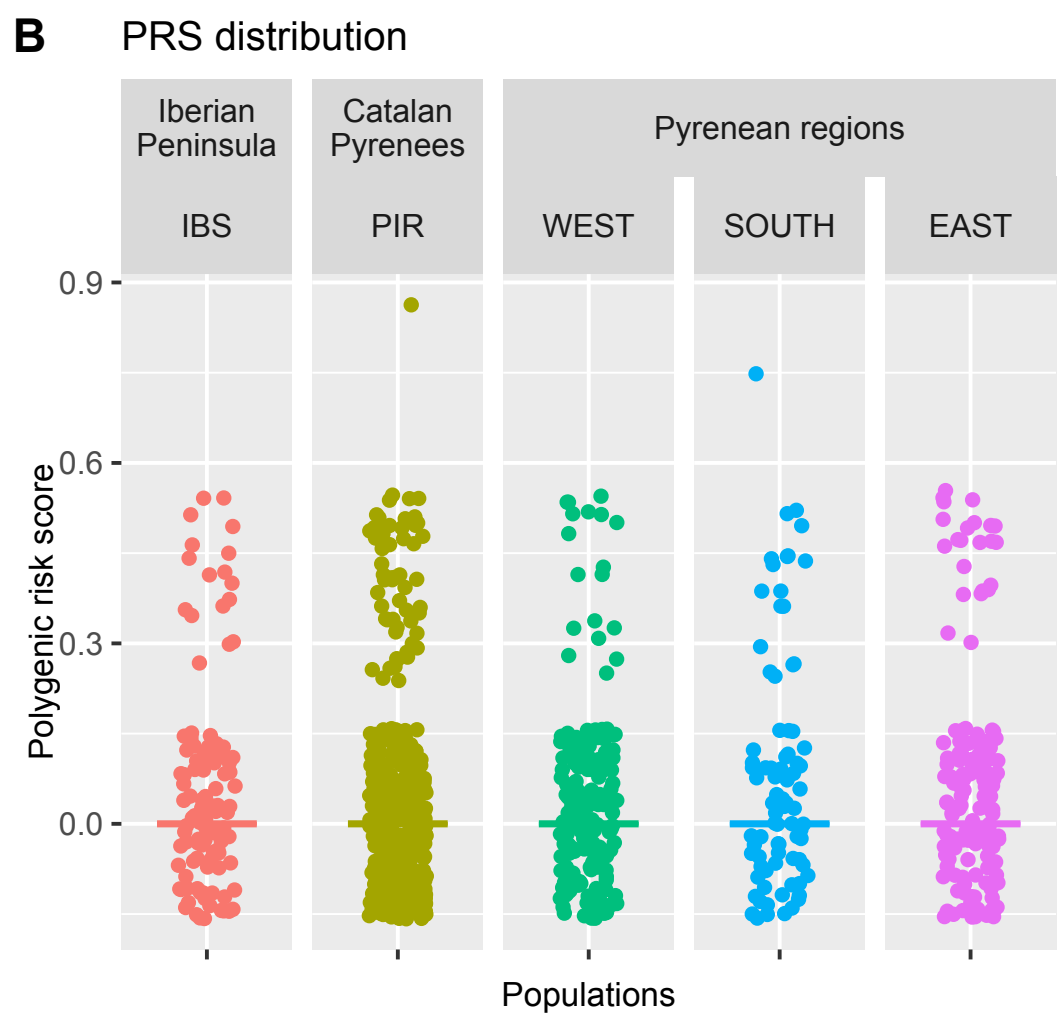 B PRS distribution
Iberian
Peninsula
Catalan
Pyrenees
Pyrenean regions
IBS
PIR
WEST
SOUTH
EAST
Polygenic risk score
0.9
0.6
0.3
0.0
Populations